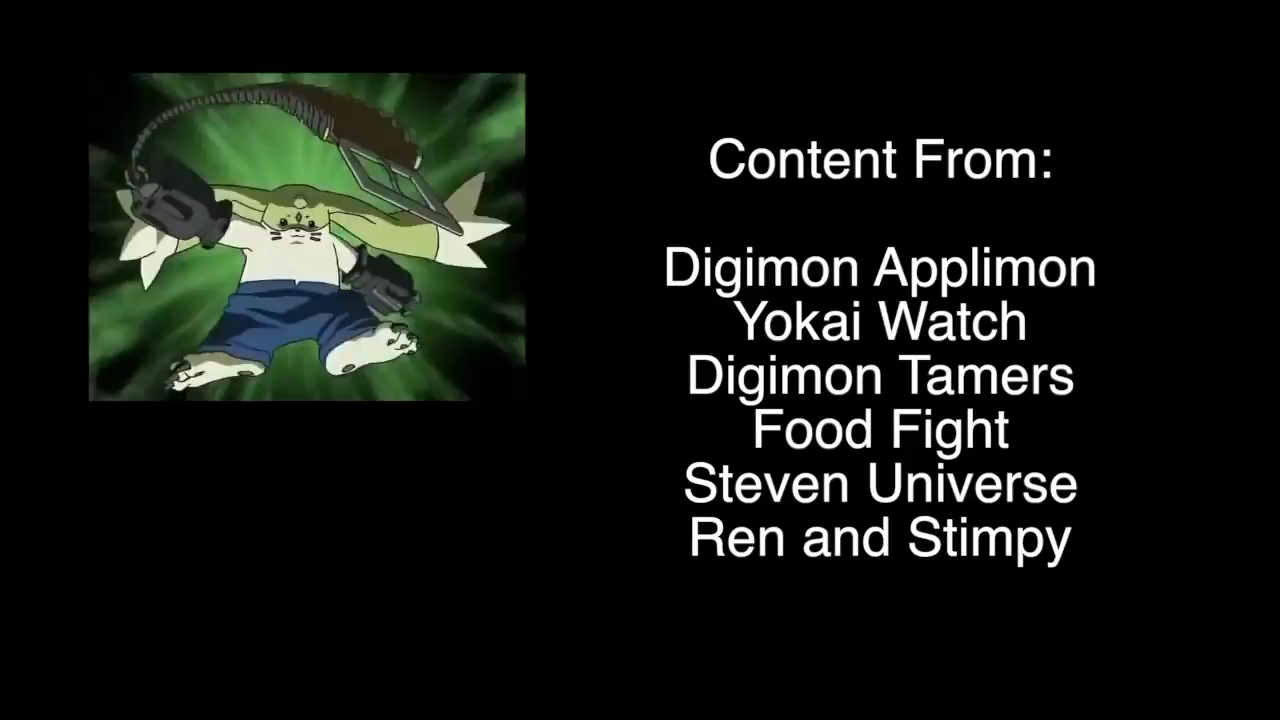 Content From:
Digimon Applimon
Yokai Watch
Digimon Tamers
Food Fight
Steven Universe
Ren and Stimpy